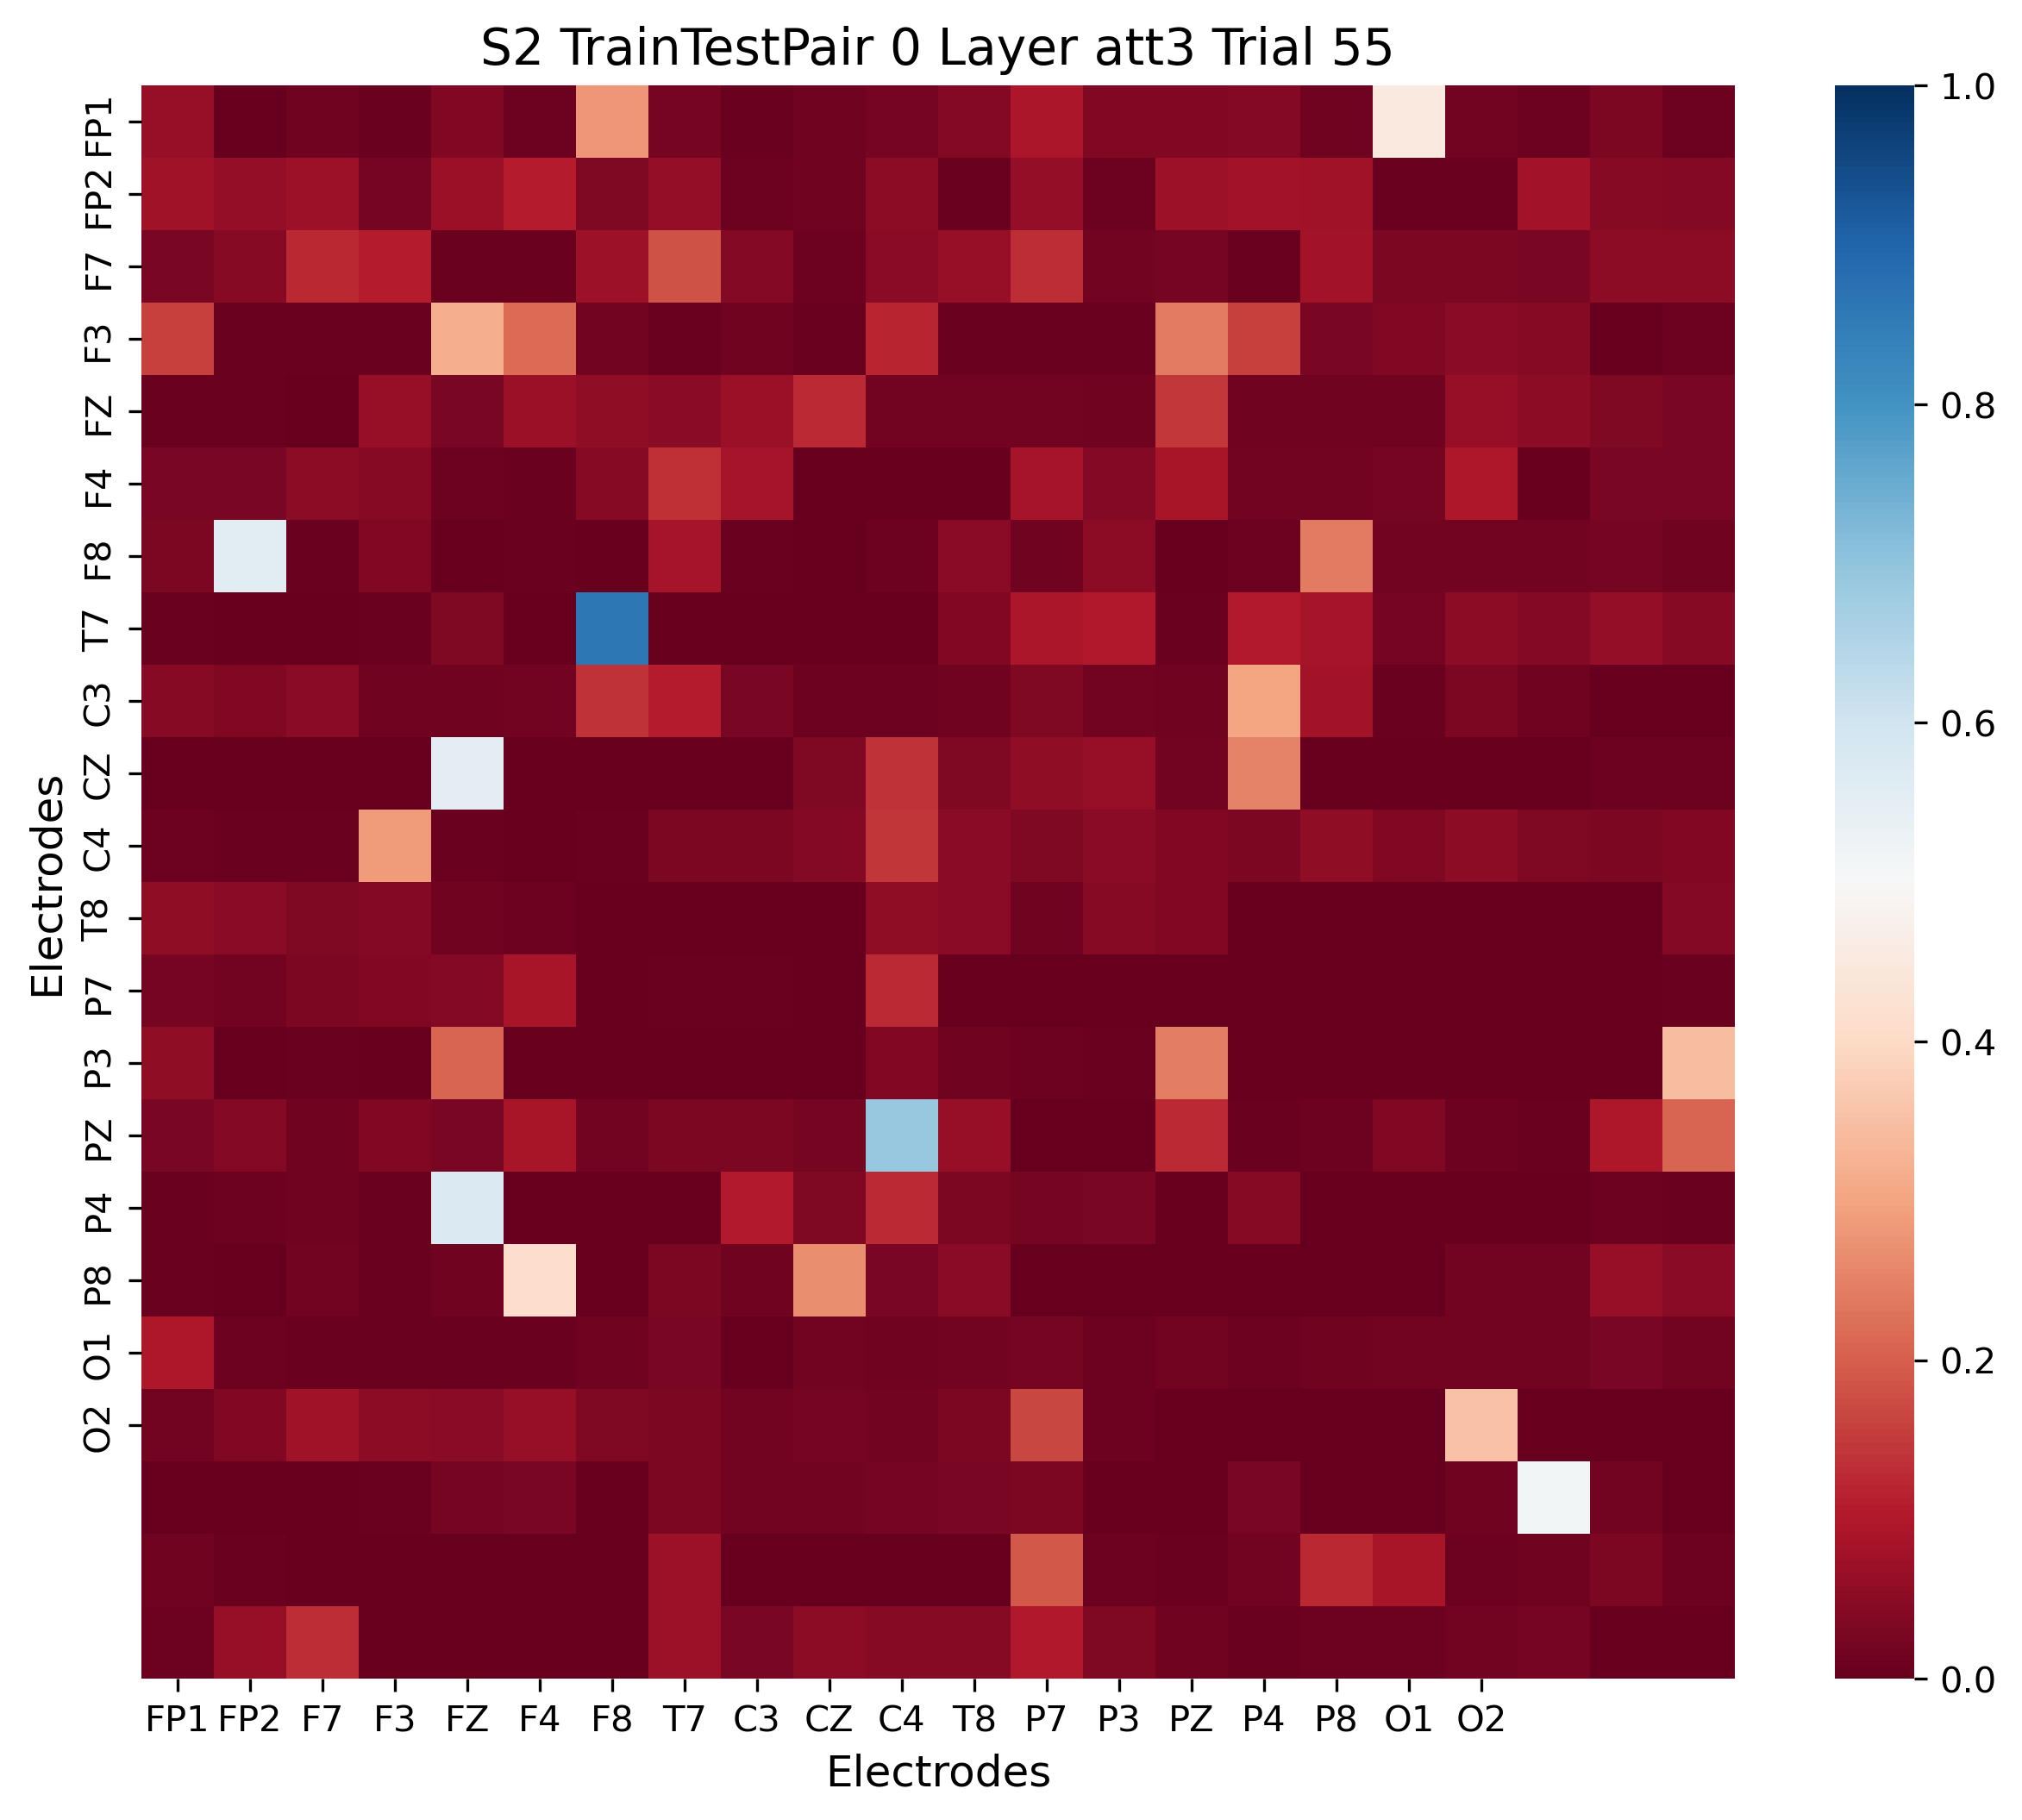 S2 TrainTestPair 0 Layer att3 Trial 55
FP1
FP2
F7
F3
FZ
F4
F8
T7
C3
CZ
C4
T8
P7
P3
PZ
P4
P8
O1
O2
Electrodes
FP1 FP2 F7 F3 FZ F4 F8 T7 C3 CZ C4 T8 P7 P3 PZ P4 P8 O1 O2
Electrodes
1.0
0.8
0.6
0.4
0.2
0.0